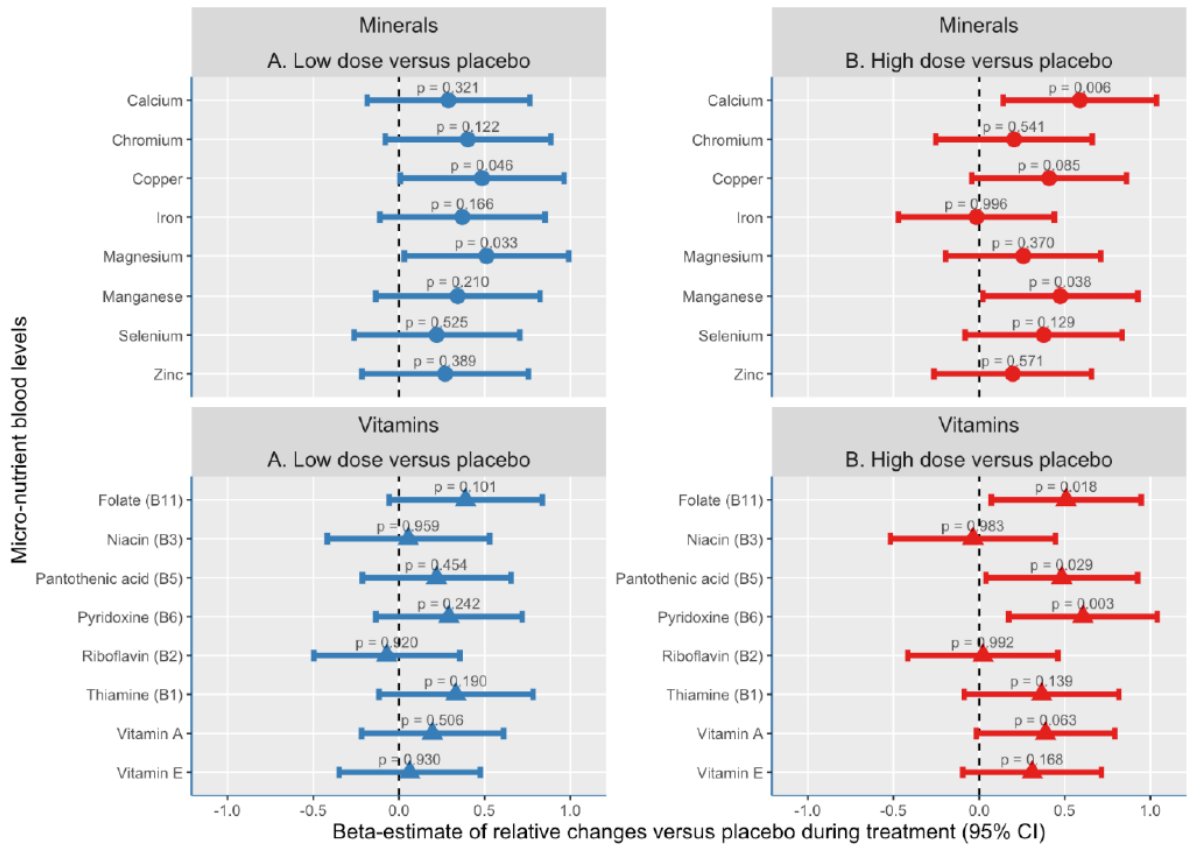 Micro-nutrient blood levels
Minerals
A. Low dose versus placebo
Calcium
p = 0.321
Chromium
p = 0.122
Copper
p = 0.046
Iron
p = 0.166
Magnesium
p = 0.033
Manganese
p = 0.210
Selenium
p = 0.525
Zinc
p = 0.389
Minerals
B. High dose versus placebo
Calcium
p = 0.006
Chromium
p = 0.541
Copper
p = 0.085
Iron
p = 0.996
Magnesium
p = 0.370
Manganese
p = 0.038
Selenium
p = 0.129
Zinc
p = 0.571
Vitamins
A. Low dose versus placebo
Folate (B11)
p = 0.101
Niacin (B3)
p = 0.959
Pantothenic acid (B5)
p = 0.454
Pyridoxine (B6)
p = 0.242
Riboflavin (B2)
p = 0.920
Thiamine (B1)
p = 0.190
Vitamin A
p = 0.506
Vitamin E
p = 0.930
-1.0 -0.5 0.0 0.5 1.0
Vitamins
B. High dose versus placebo
Folate (B11)
p = 0.018
Niacin (B3)
p = 0.983
Pantothenic acid (B5)
p = 0.029
Pyridoxine (B6)
p = 0.003
Riboflavin (B2)
p = 0.992
Thiamine (B1)
p = 0.139
Vitamin A
p = 0.063
Vitamin E
p = 0.168
-1.0 -0.5 0.0 0.5 1.0
Beta-estimate of relative changes versus placebo during treatment (95% CI)